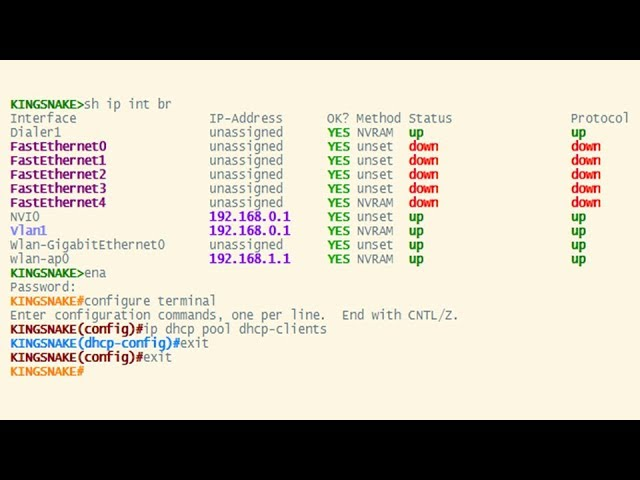 KINGSNAKE>sh ip int br
Interface IP-Address OK? Method Status Protocol
Dialer1 unassigned YES NVRAM up up
FastEthernet0 unassigned YES unset down down
FastEthernet1 unassigned YES unset down down
FastEthernet2 unassigned YES unset down down
FastEthernet3 unassigned YES unset down down
FastEthernet4 unassigned YES NVRAM down down
NVI0 192.168.0.1 YES unset up up
Vlan1 192.168.0.1 YES NVRAM up up
Wlan-GigabitEthernet0 unassigned YES unset up up
wlan-ap0 192.168.1.1 YES NVRAM up up
KINGSNAKE>ena
Password:
KINGSNAKE#configure terminal
Enter configuration commands, one per line. End with CNTL/Z.
KINGSNAKE(config)#ip dhcp pool dhcp-clients
KINGSNAKE(dhcp-config)#exit
KINGSNAKE(config)#exit
KINGSNAKE#